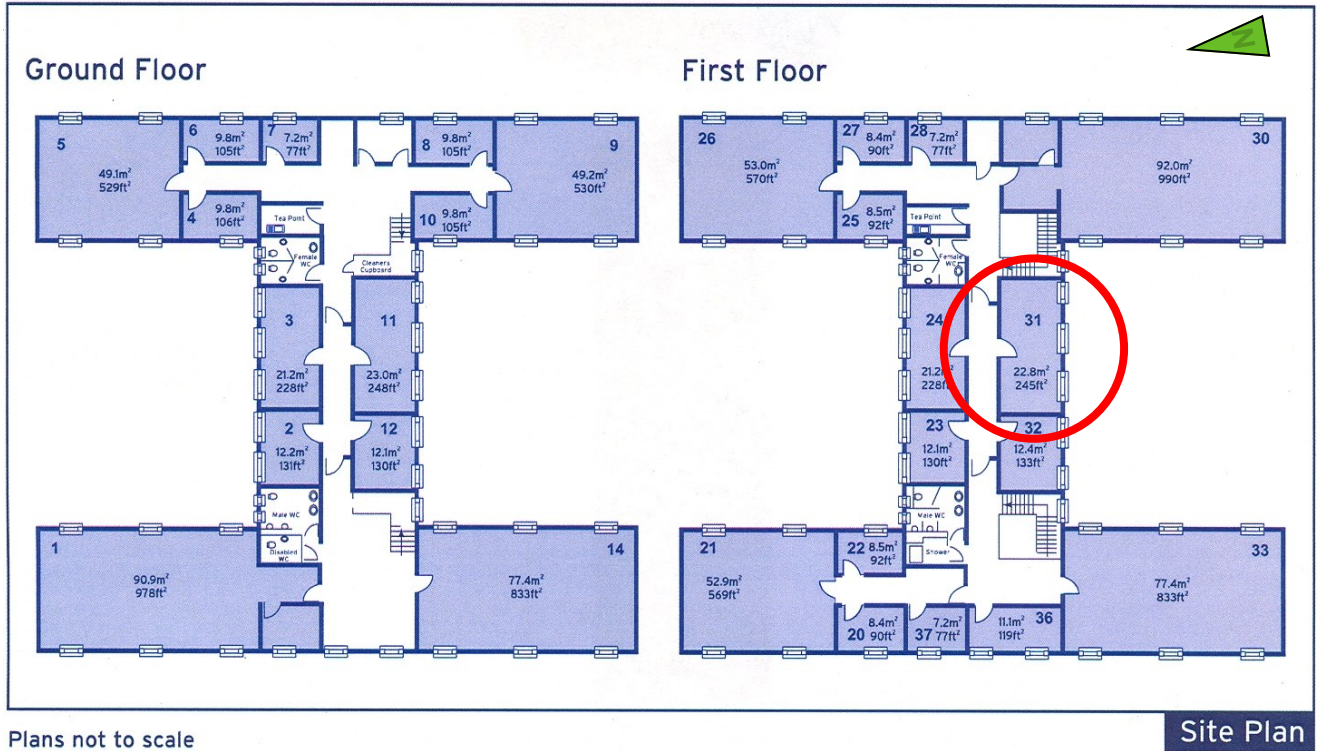 N
Ground Floor
First Floor
5
49.1m²
529ft²
6
9.8m²
105ft²
7
7.2m²
77ft²
8
9.8m²
105ft²
9
49.2m²
530ft²
4
9.8m²
106ft²
Tea Point
10
9.8m²
105ft²
Female
WC
Cleaners
Cupboard
3
21.2m²
228ft²
11
23.0m²
248ft²
2
12.2m²
131ft²
12
12.1m²
130ft²
Male WC
Disabled
WC
1
90.9m²
978ft²
14
77.4m²
833ft²
26
53.0m²
570ft²
27
8.4m²
90ft²
28
7.2m²
77ft²
30
92.0m²
990ft²
25
8.5m²
92ft²
Tea Point
Female
WC
24
21.2m²
228ft²
31
22.8m²
245ft²
23
12.1m²
130ft²
32
12.4m²
133ft²
Male WC
Shower
21
52.9m²
569ft²
22
8.5m²
92ft²
33
77.4m²
833ft²
20
8.4m²
90ft²
37
7.2m²
77ft²
36
11.1m²
119ft²
Plans not to scale
Site Plan